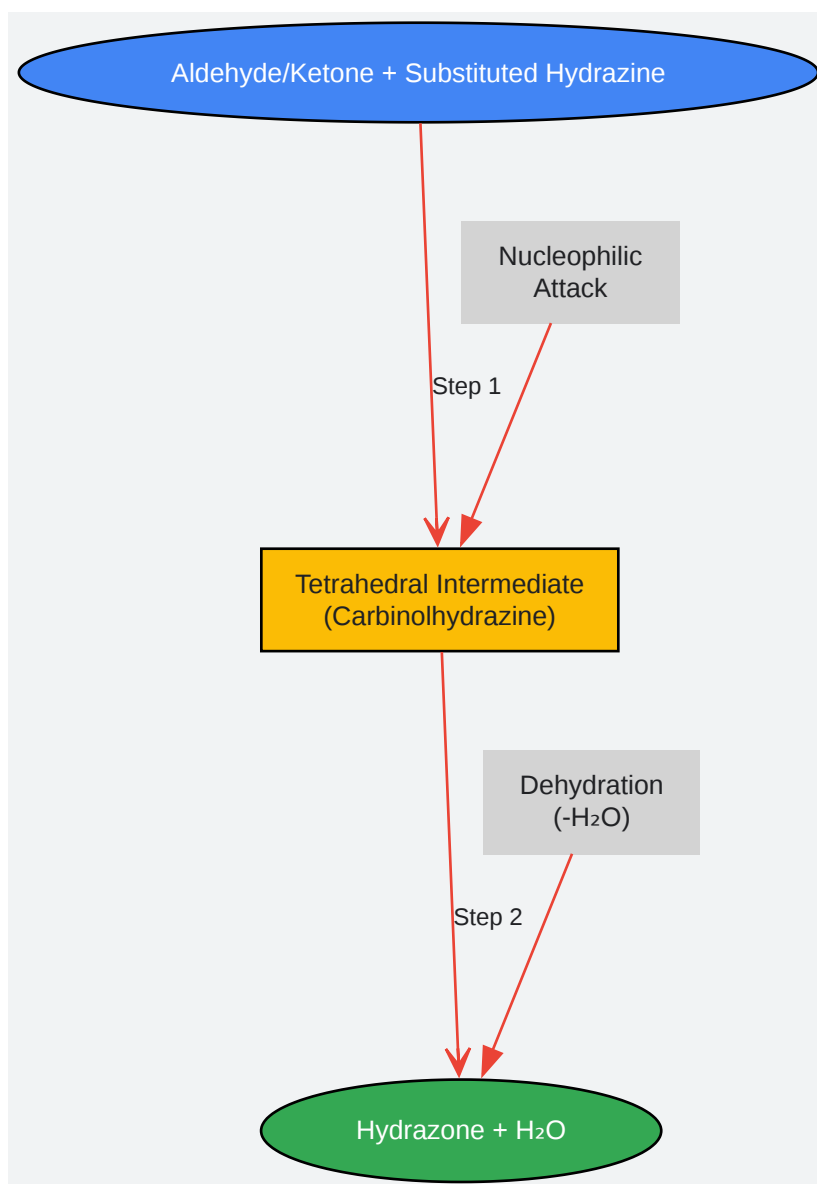 Aldehyde/Ketone + Substituted Hydrazine
Nucleophilic
Attack
Step 1
Tetrahedral Intermediate
(Carbinolhydrazine)
Dehydration
(-H₂O)
Step 2
Hydrazone + H₂O